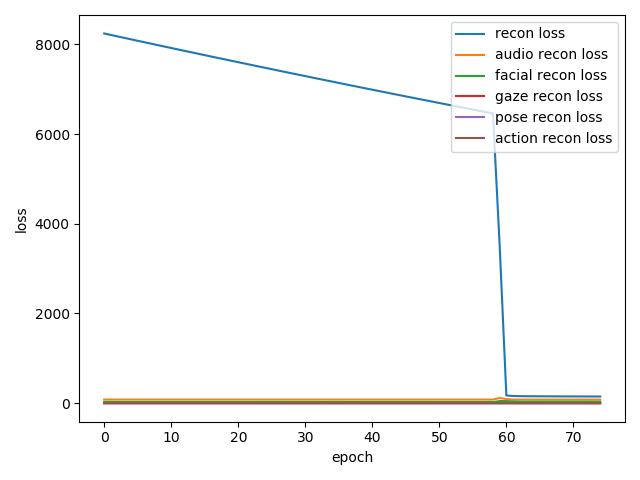 recon loss
audio recon loss
facial recon loss
gaze recon loss
pose recon loss
action recon loss
8000
6000
4000
2000
0
loss
0 10 20 30 40 50 60 70
epoch